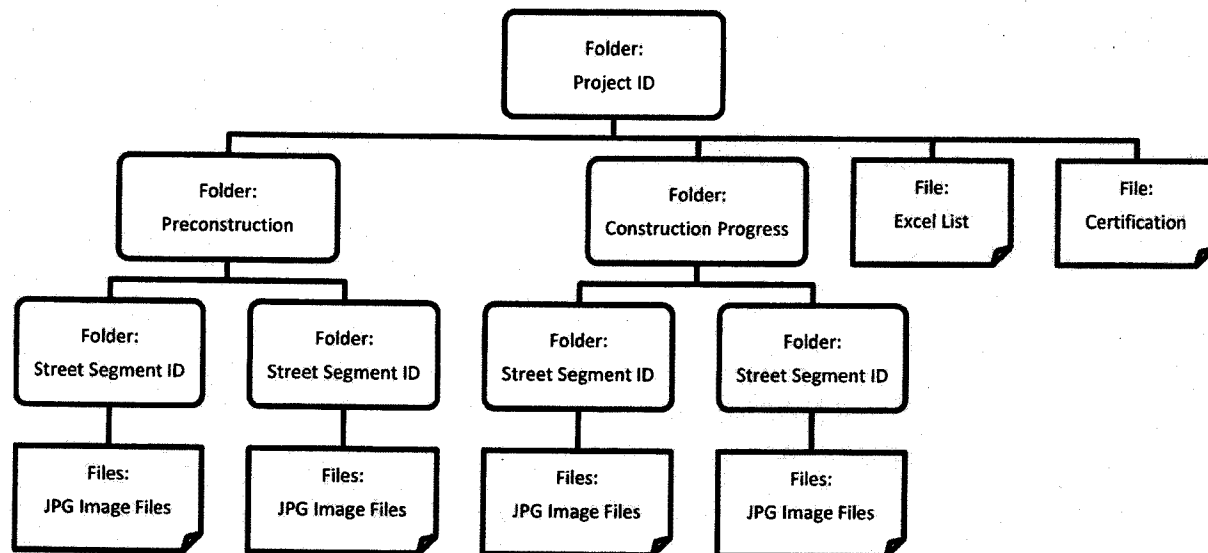 Folder:
Project ID
Folder:
Preconstruction
Folder:
Construction Progress
File:
Excel List
File:
Certification
Folder:
Street Segment ID
Folder:
Street Segment ID
Folder:
Street Segment ID
Folder:
Street Segment ID
Files:
JPG Image Files
Files:
JPG Image Files
Files:
JPG Image Files
Files:
JPG Image Files